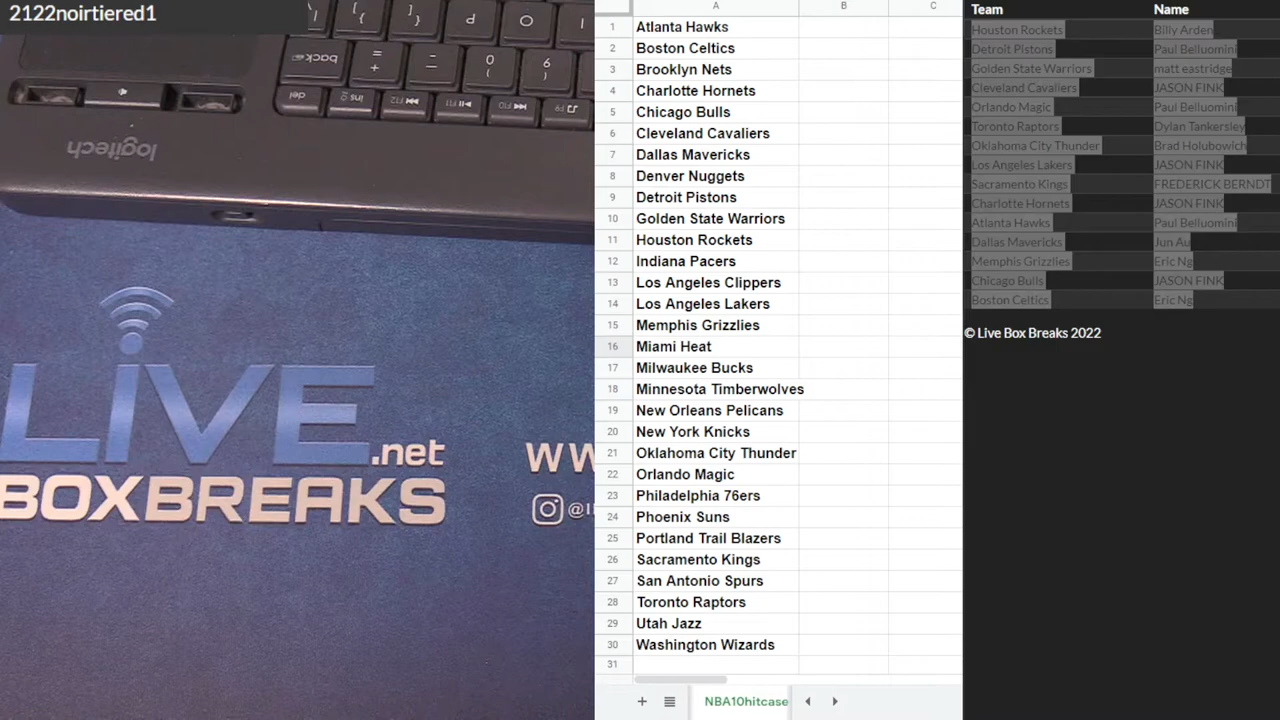 2122noirtiered1
back
del
ins
F12
F11
F10
F9
logitech
LIVE.net
BOXBREAKS
A B C
1 Atlanta Hawks
2 Boston Celtics
3 Brooklyn Nets
4 Charlotte Hornets
5 Chicago Bulls
6 Cleveland Cavaliers
7 Dallas Mavericks
8 Denver Nuggets
9 Detroit Pistons
10 Golden State Warriors
11 Houston Rockets
12 Indiana Pacers
13 Los Angeles Clippers
14 Los Angeles Lakers
15 Memphis Grizzlies
16 Miami Heat
17 Milwaukee Bucks
18 Minnesota Timberwolves
19 New Orleans Pelicans
20 New York Knicks
21 Oklahoma City Thunder
22 Orlando Magic
23 Philadelphia 76ers
24 Phoenix Suns
25 Portland Trail Blazers
26 Sacramento Kings
27 San Antonio Spurs
28 Toronto Raptors
29 Utah Jazz
30 Washington Wizards
31
NBA10hitcase
Team Name
Houston Rockets Billy Arden
Detroit Pistons Paul Belluomini
Golden State Warriors matt eastridge
Cleveland Cavaliers JASON FINK
Orlando Magic Paul Belluomini
Toronto Raptors Dylan Tankersley
Oklahoma City Thunder Brad Holubowich
Los Angeles Lakers JASON FINK
Sacramento Kings FREDERICK BERNDT
Charlotte Hornets JASON FINK
Atlanta Hawks Paul Belluomini
Dallas Mavericks Jun Au
Memphis Grizzlies Eric Ng
Chicago Bulls JASON FINK
Boston Celtics Eric Ng
© Live Box Breaks 2022